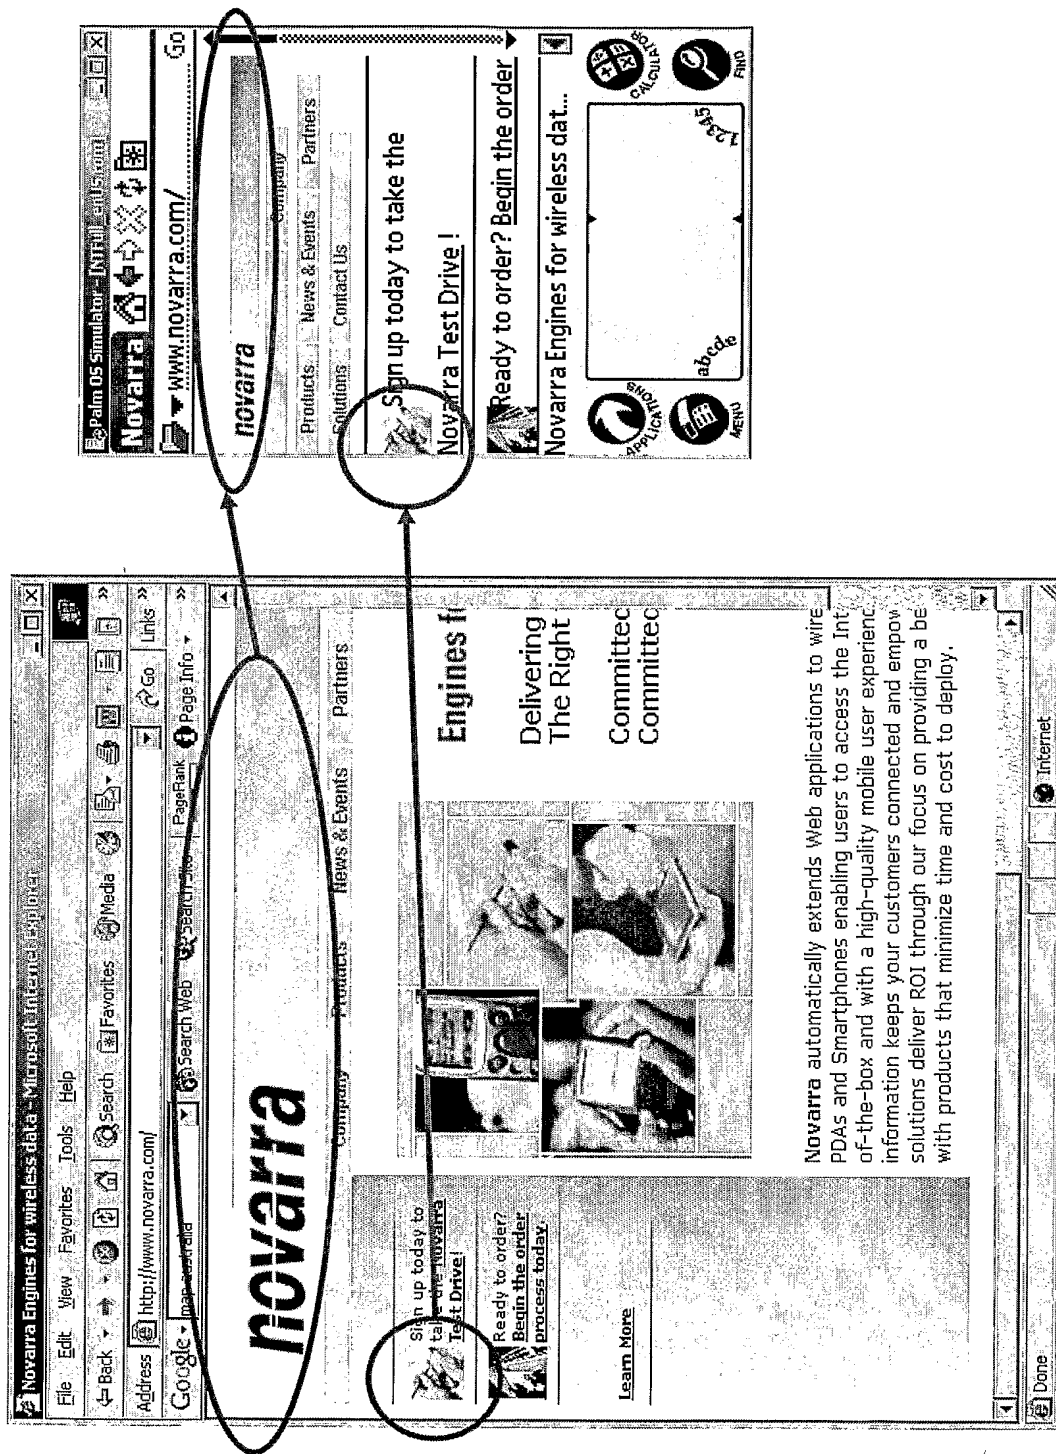 Novarra Engines for wireless data - Microsoft Internet Explorer
File Edit View Favorites Tools Help
Back Search Favorites Media
Address http://www.novarra.com/ Go Links
Google map australia Search Web Search Site PageRank Page Info
novarra
Company Products News & Events Partners
Sign up today to
take the Novarra
Test Drive!
Ready to order?
Begin the order
process today.
Learn More
Engines f
Delivering
The Right
Committed
Committed
Novarra automatically extends Web applications to wire
PDAs and Smartphones enabling users to access the Int
of-the-box and with a high-quality mobile user experienc
information keeps your customers connected and empow
solutions deliver ROI through our focus on providing a be
with products that minimize time and cost to deploy.
Done Internet
Palm OS Simulator - enUS.com
Novarra
www.novarra.com/ Go
novarra
Company
Products News & Events Partners
Solutions Contact Us
Sign up today to take the
Novarra Test Drive!
Ready to order? Begin the order
Novarra Engines for wireless dat...
APPLICATIONS
MENU
abcde
12345
CALCULATOR
FIND